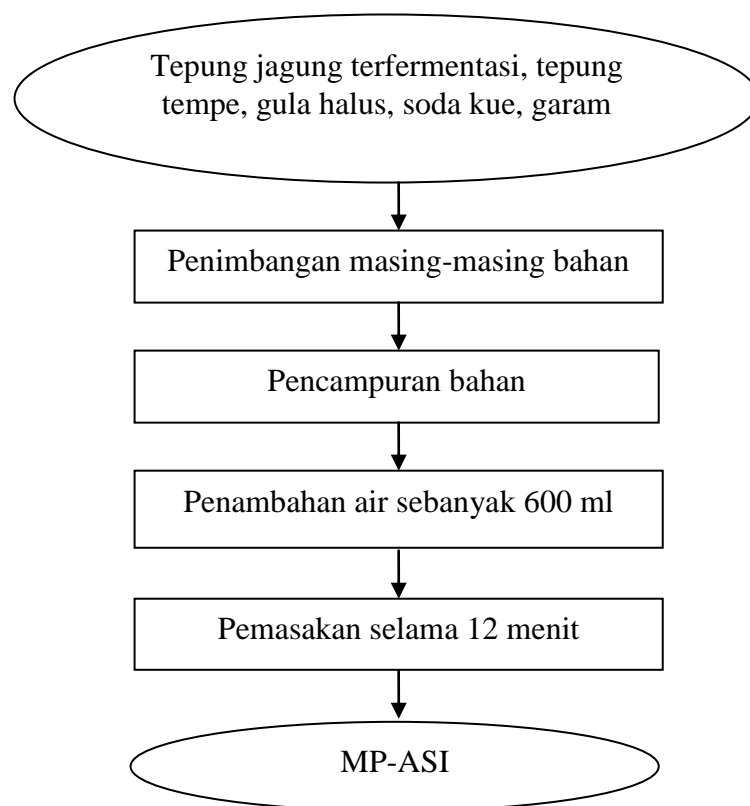 Tepung jagung terfermentasi, tepung
tempe, gula halus, soda kue, garam
Penimbangan masing-masing bahan
Pencampuran bahan
Penambahan air sebanyak 600 ml
Pemasakan selama 12 menit
MP-ASI